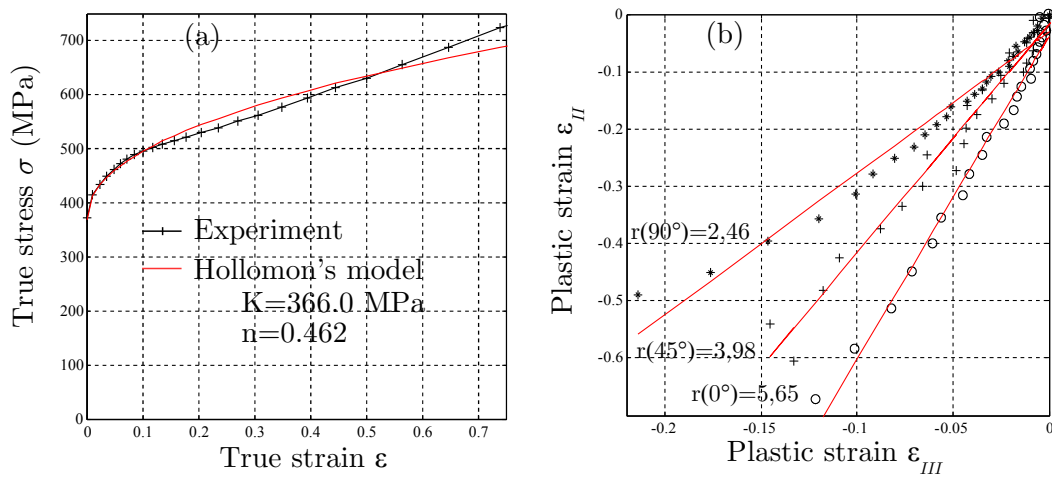 (a)
True stress σ (MPa)
700
600
500
400
300
200
100
0
Experiment
Hollomon's model
K=366.0 MPa
n=0.462
0 0.1 0.2 0.3 0.4 0.5 0.6 0.7
True strain ε
(b)
Plastic strain ε_II
0
-0.1
-0.2
-0.3
-0.4
-0.5
-0.6
r(90°)=2,46
r(45°)=3,98
r(0°)=5,65
-0.2 -0.15 -0.1 -0.05 0
Plastic strain ε_III